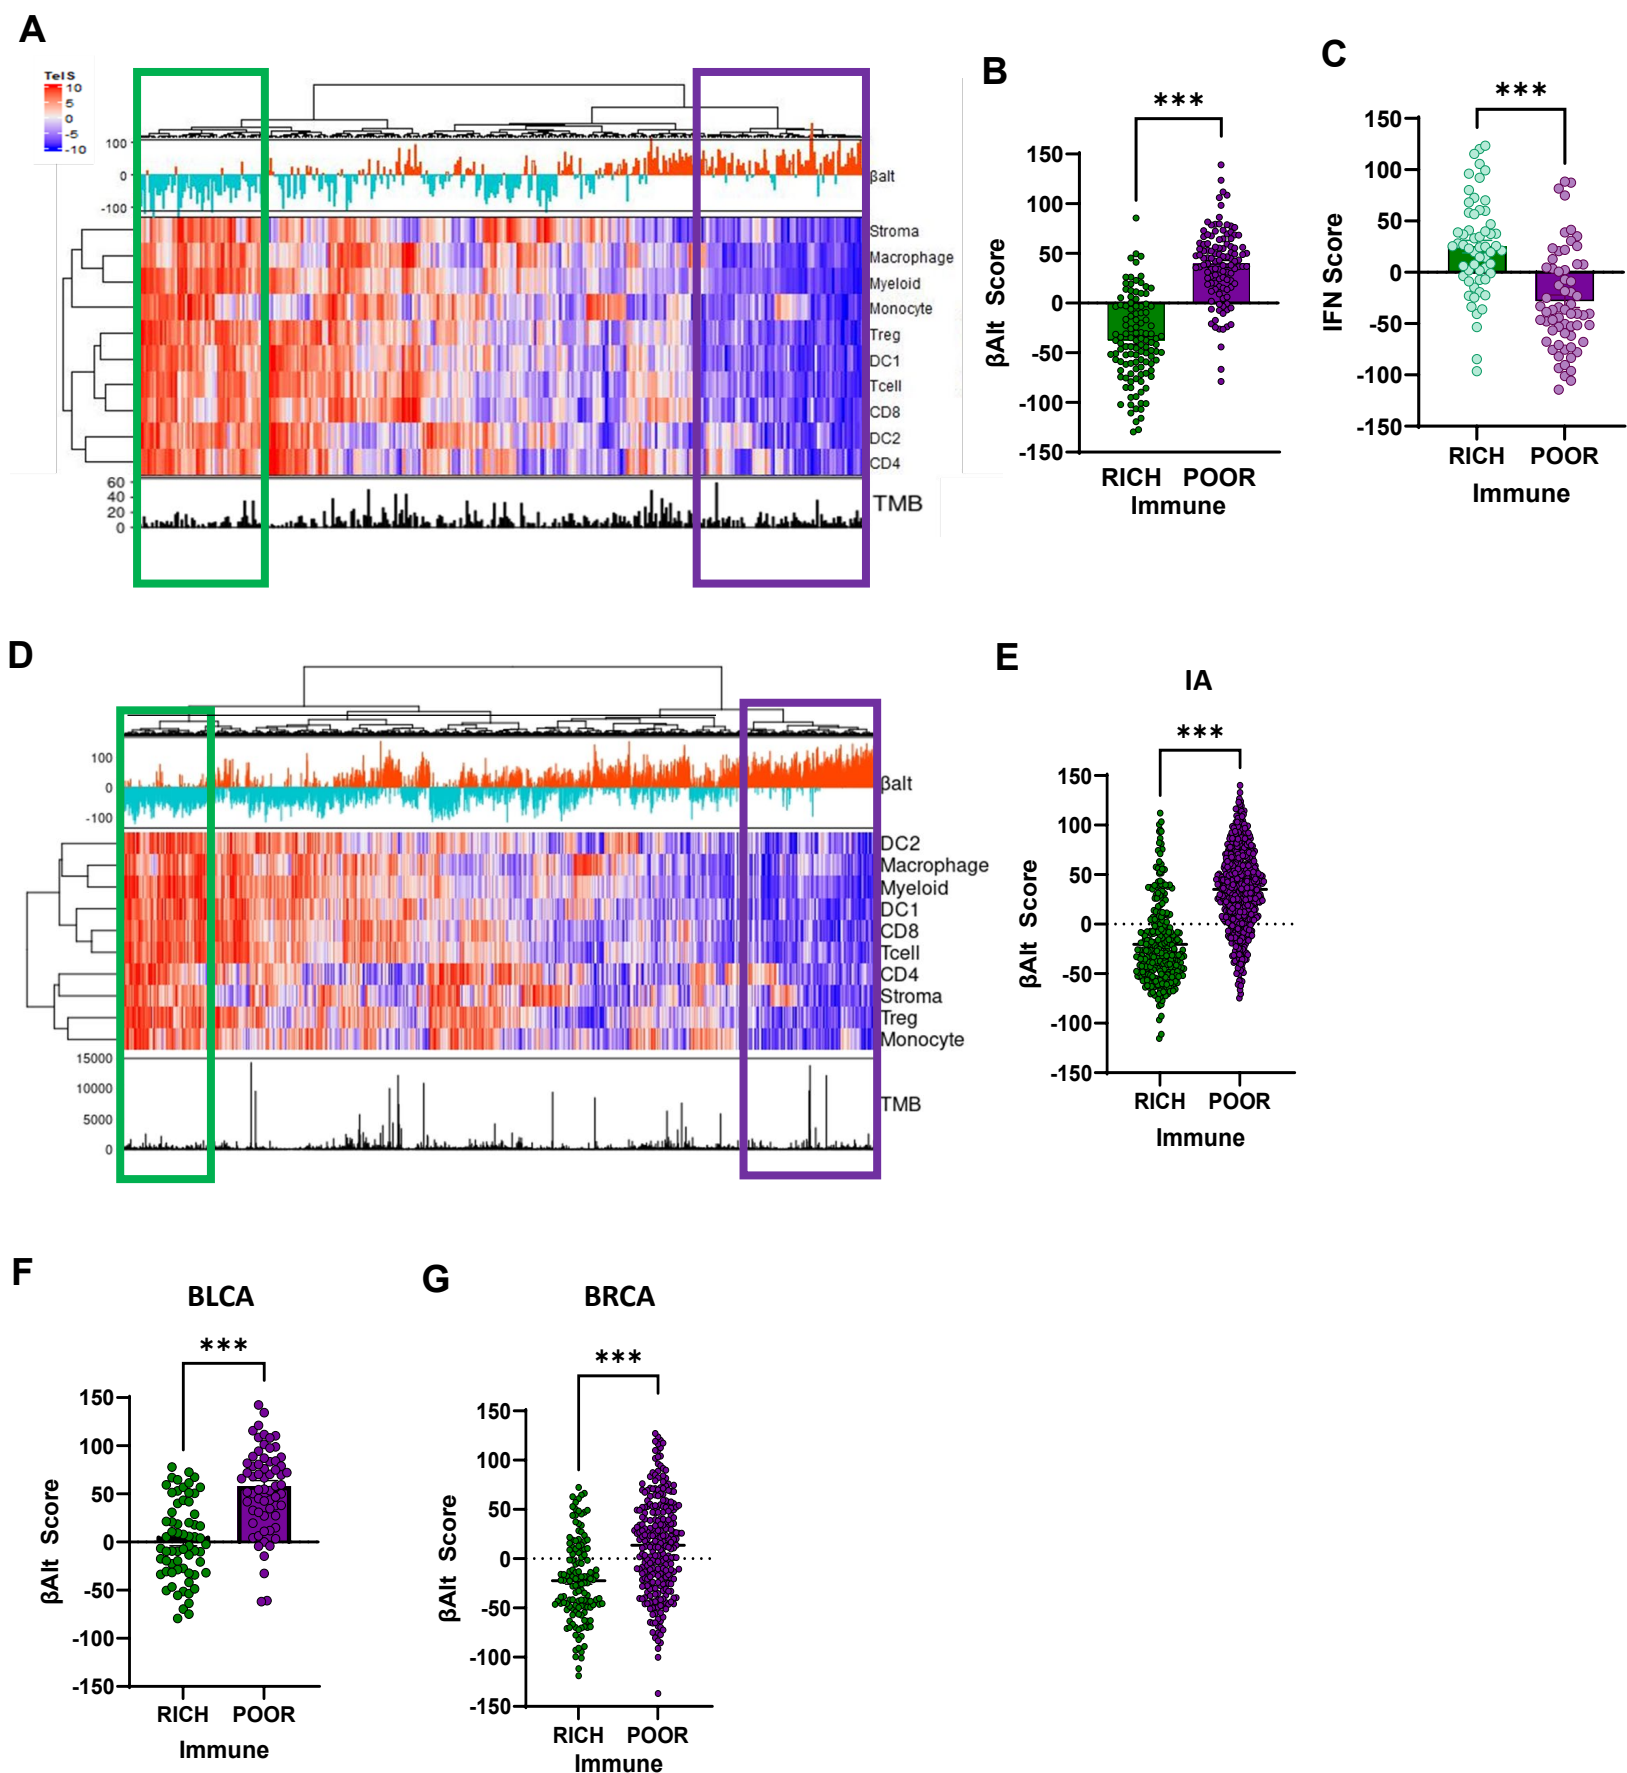 A
TelS
10
5
0
-5
-10
100
0
-100
βalt
Stroma
Macrophage
Myeloid
Monocyte
Treg
DC1
Tcell
CD8
DC2
CD4
60
40
20
0
TMB
B
***
150
100
50
0
-50
-100
-150
βAlt Score
RICH POOR
Immune
C
***
150
100
50
0
-50
-100
-150
IFN Score
RICH POOR
Immune
D
100
0
-100
βalt
DC2
Macrophage
Myeloid
DC1
CD8
Tcell
CD4
Stroma
Treg
Monocyte
15000
10000
5000
0
TMB
E
IA
***
150
100
50
0
-50
-100
-150
βAlt Score
RICH POOR
Immune
F
BLCA
***
150
100
50
0
-50
-100
-150
βAlt Score
RICH POOR
Immune
G
BRCA
***
150
100
50
0
-50
-100
-150
βAlt Score
RICH POOR
Immune